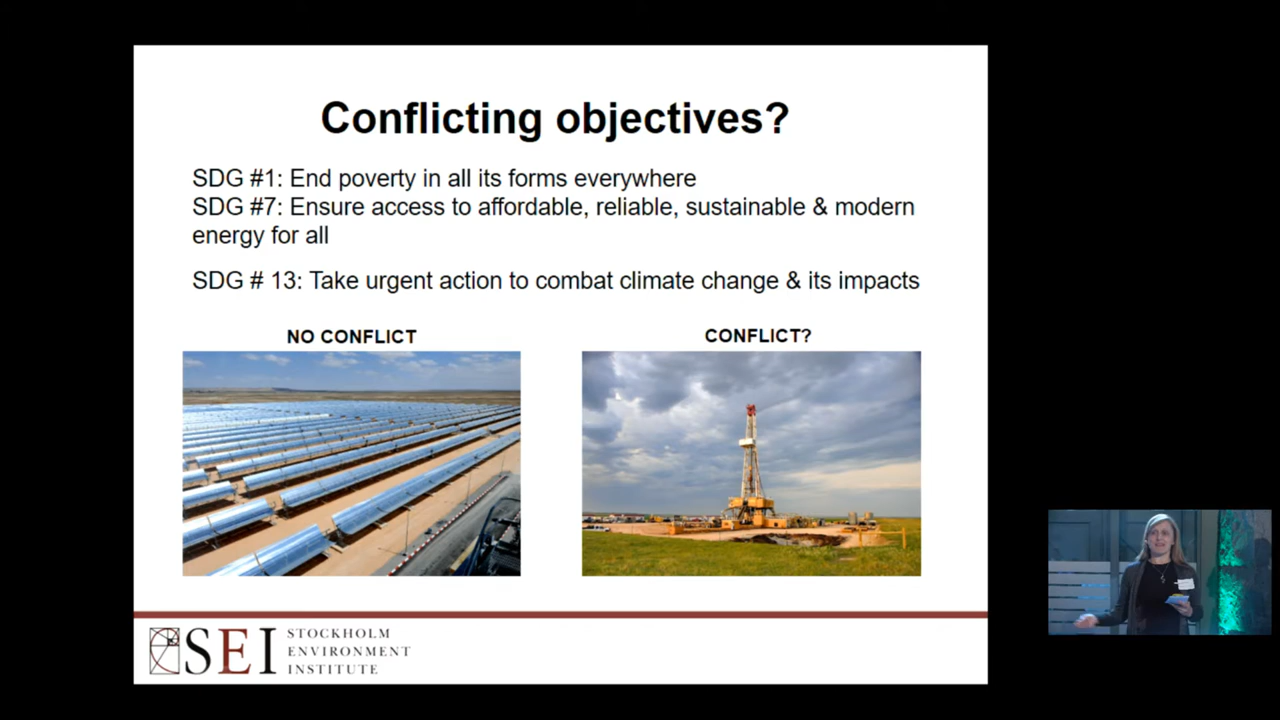 Conflicting objectives?
SDG #1: End poverty in all its forms everywhere
SDG #7: Ensure access to affordable, reliable, sustainable & modern
energy for all
SDG # 13: Take urgent action to combat climate change & its impacts
NO CONFLICT
CONFLICT?
SEI
STOCKHOLM
ENVIRONMENT
INSTITUTE